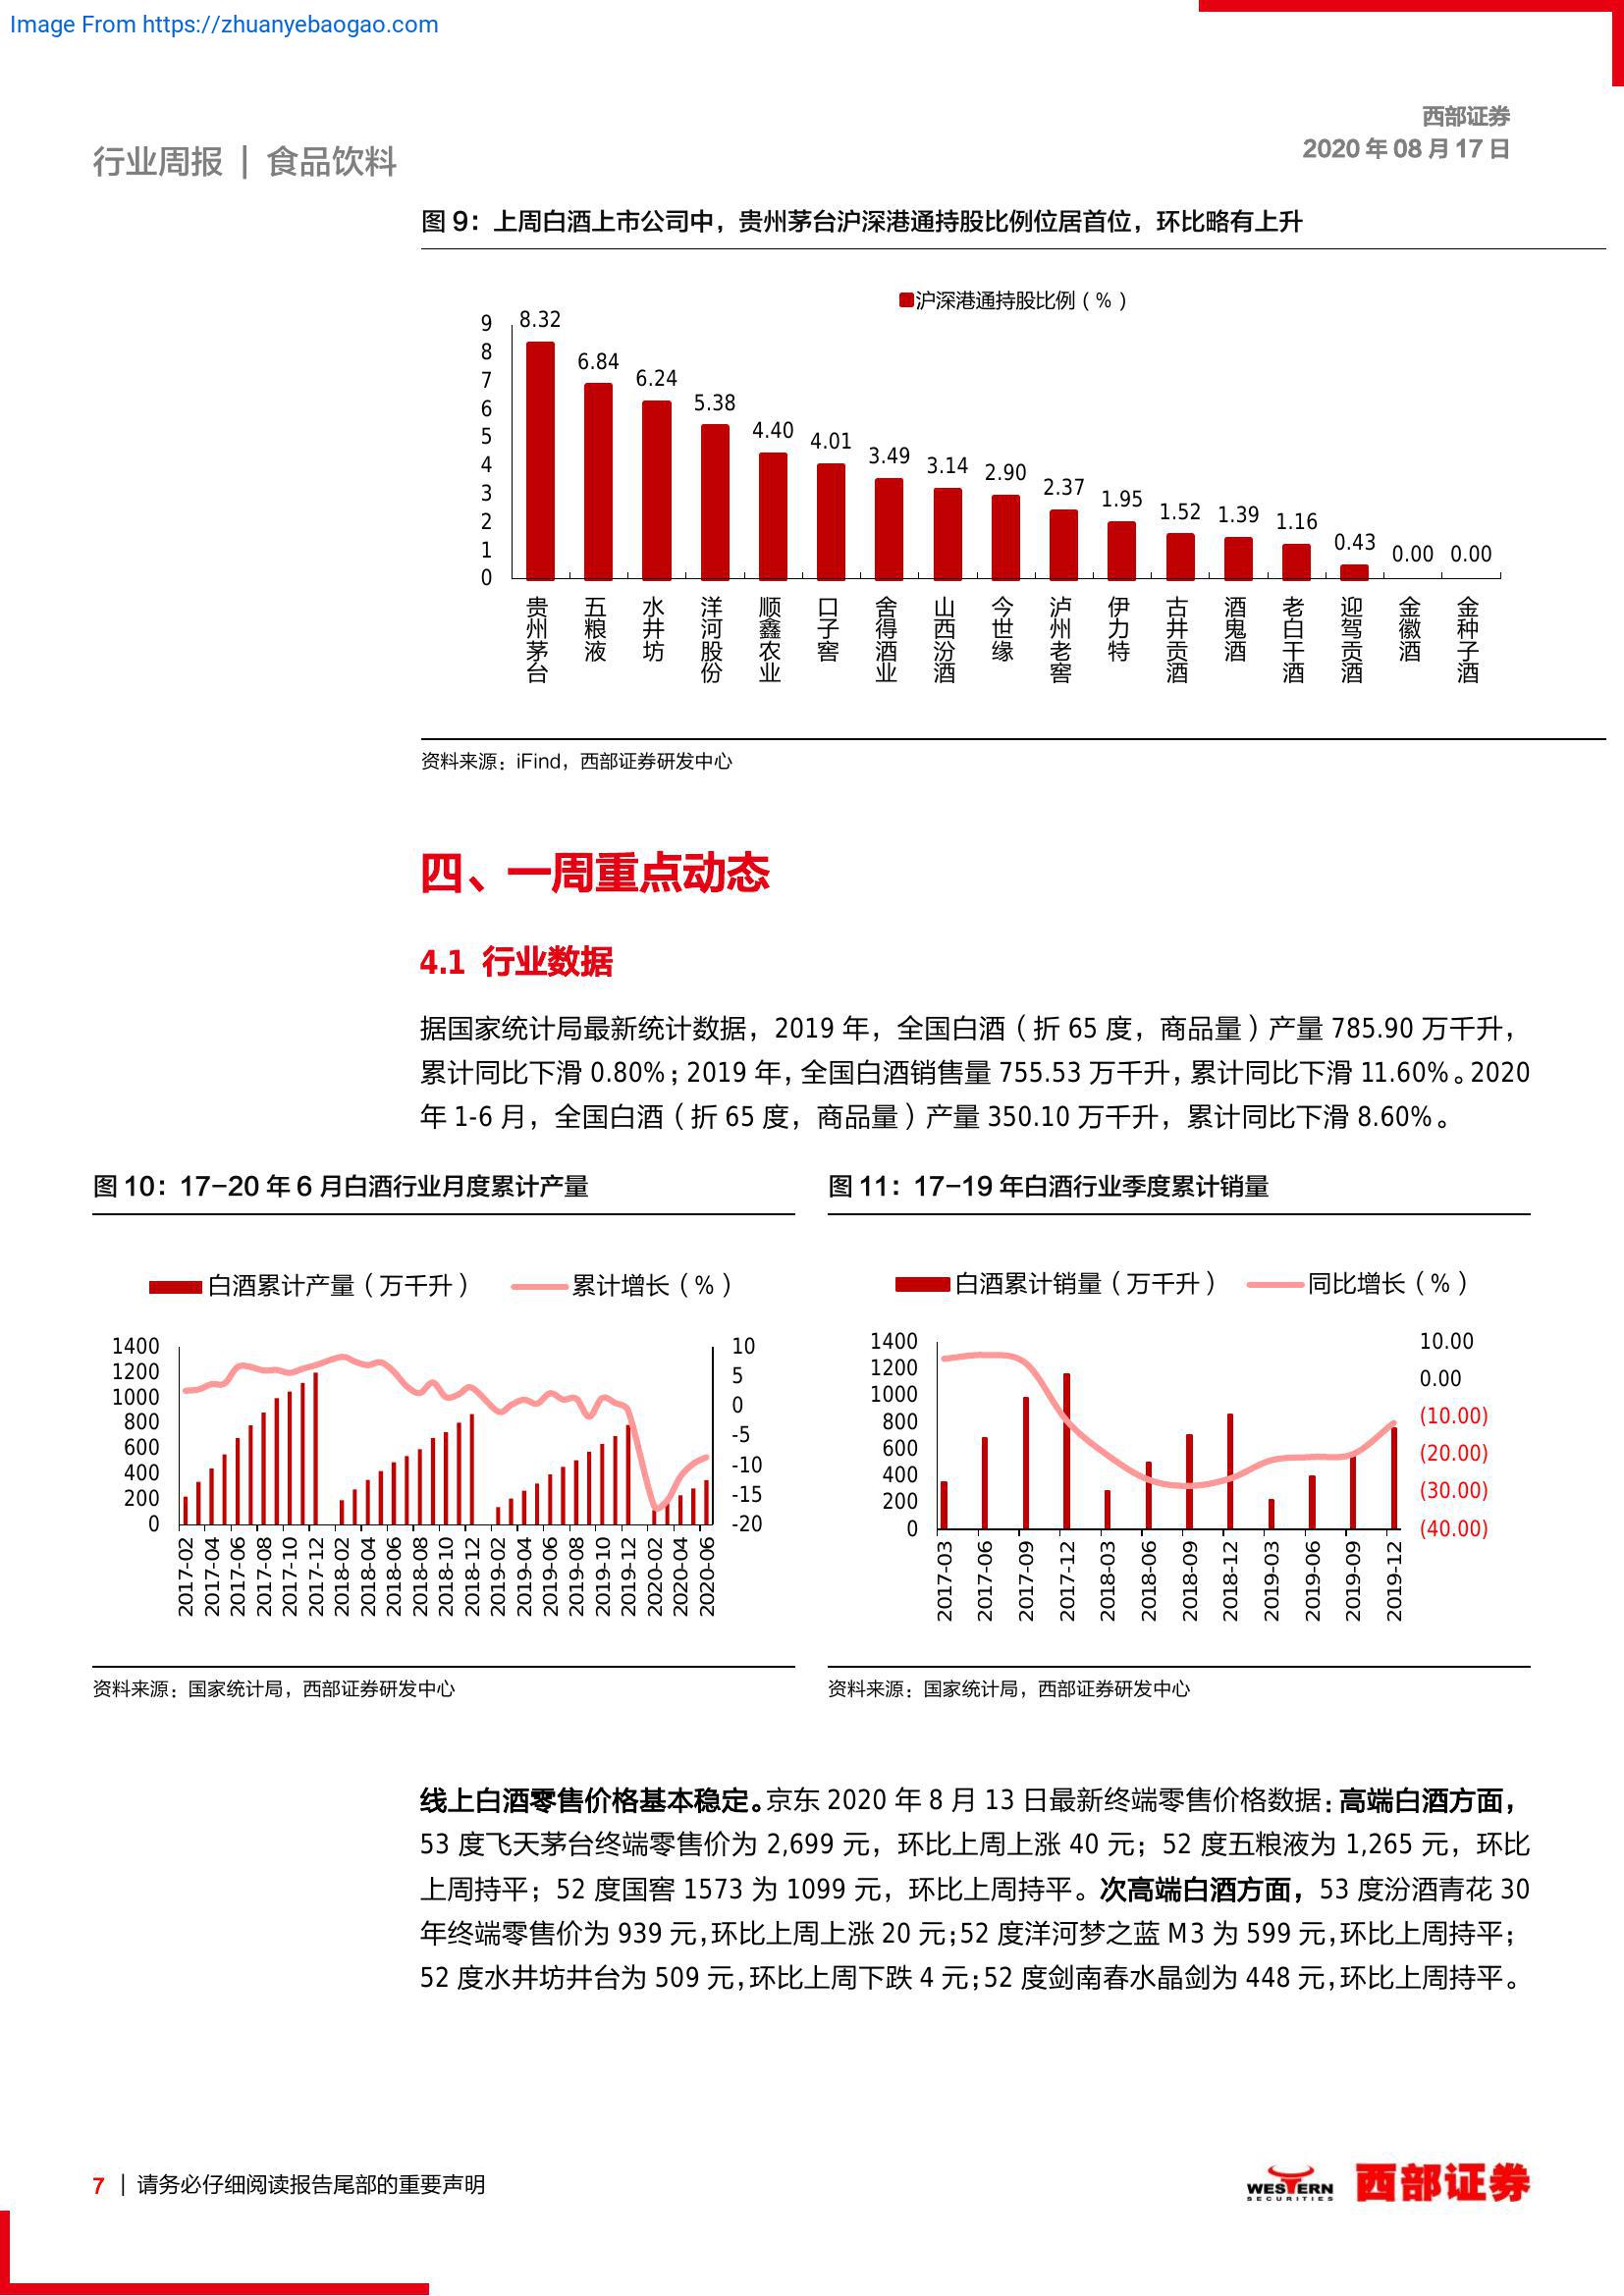 Image From https://zhuanyebaogao.com
西部证券
2020 年 08 月 17 日
行业周报 | 食品饮料
图 9：上周白酒上市公司中，贵州茅台沪深港通持股比例位居首位，环比略有上升
沪深港通持股比例（%）
9
8
7
6
5
4
3
2
1
0
8.32
6.84
6.24
5.38
4.40
4.01
3.49
3.14
2.90
2.37
1.95
1.52
1.39
1.16
0.43
0.00
0.00
贵州茅台
五粮液
水井坊
洋河股份
顺鑫农业
口子窖
舍得酒业
山西汾酒
今世缘
泸州老窖
伊力特
古井贡酒
酒鬼酒
老白干酒
迎驾贡酒
金徽酒
金种子酒
资料来源：iFind，西部证券研发中心
四、一周重点动态
4.1 行业数据
据国家统计局最新统计数据，2019 年，全国白酒（折 65 度，商品量）产量 785.90 万千升，
累计同比下滑 0.80%；2019 年，全国白酒销售量 755.53 万千升，累计同比下滑 11.60%。2020
年 1-6 月，全国白酒（折 65 度，商品量）产量 350.10 万千升，累计同比下滑 8.60%。
图 10：17-20 年 6 月白酒行业月度累计产量
白酒累计产量（万千升）
累计增长（%）
1400
1200
1000
800
600
400
200
0
10
5
0
-5
-10
-15
-20
2017-02
2017-04
2017-06
2017-08
2017-10
2017-12
2018-02
2018-04
2018-06
2018-08
2018-10
2018-12
2019-02
2019-04
2019-06
2019-08
2019-10
2019-12
2020-02
2020-04
2020-06
资料来源：国家统计局，西部证券研发中心
图 11：17-19 年白酒行业季度累计销量
白酒累计销量（万千升）
同比增长（%）
1400
1200
1000
800
600
400
200
0
10.00
0.00
(10.00)
(20.00)
(30.00)
(40.00)
2017-03
2017-06
2017-09
2017-12
2018-03
2018-06
2018-09
2018-12
2019-03
2019-06
2019-09
2019-12
资料来源：国家统计局，西部证券研发中心
线上白酒零售价格基本稳定。京东 2020 年 8 月 13 日最新终端零售价格数据：高端白酒方面，
53 度飞天茅台终端零售价为 2,699 元，环比上周上涨 40 元；52 度五粮液为 1,265 元，环比
上周持平；52 度国窖 1573 为 1099 元，环比上周持平。次高端白酒方面，53 度汾酒青花 30
年终端零售价为 939 元，环比上周上涨 20 元；52 度洋河梦之蓝 M3 为 599 元，环比上周持平；
52 度水井坊井台为 509 元，环比上周下跌 4 元；52 度剑南春水晶剑为 448 元，环比上周持平。
7 | 请务必仔细阅读报告尾部的重要声明
WESTERN
SECURITIES
西部证券